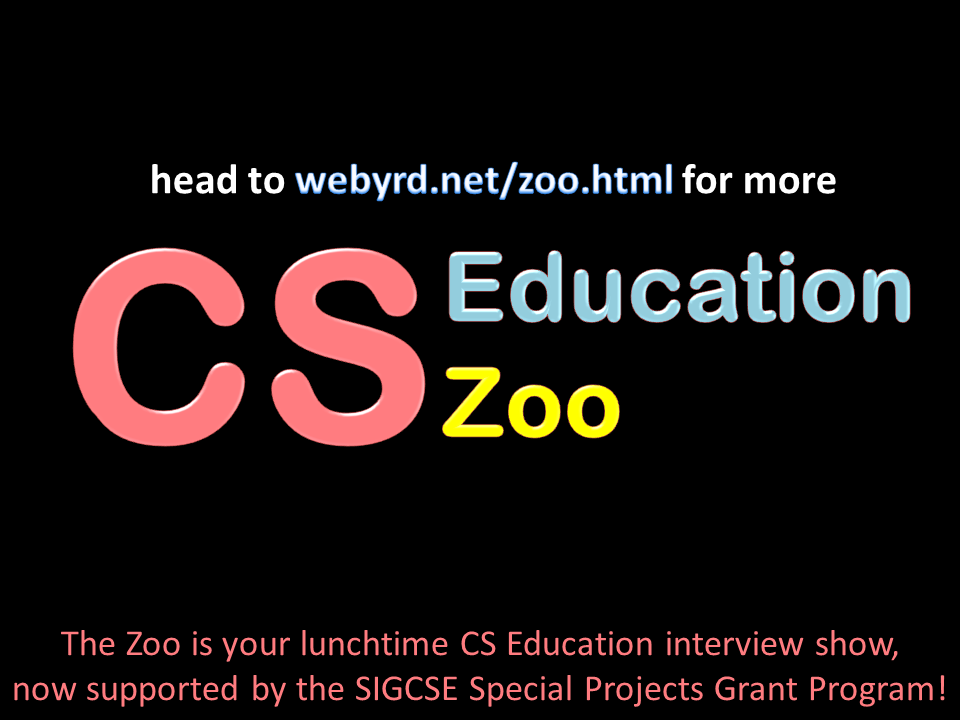 head to webyrd.net/zoo.html for more
CS Education
Zoo
The Zoo is your lunchtime CS Education interview show,
now supported by the SIGCSE Special Projects Grant Program!